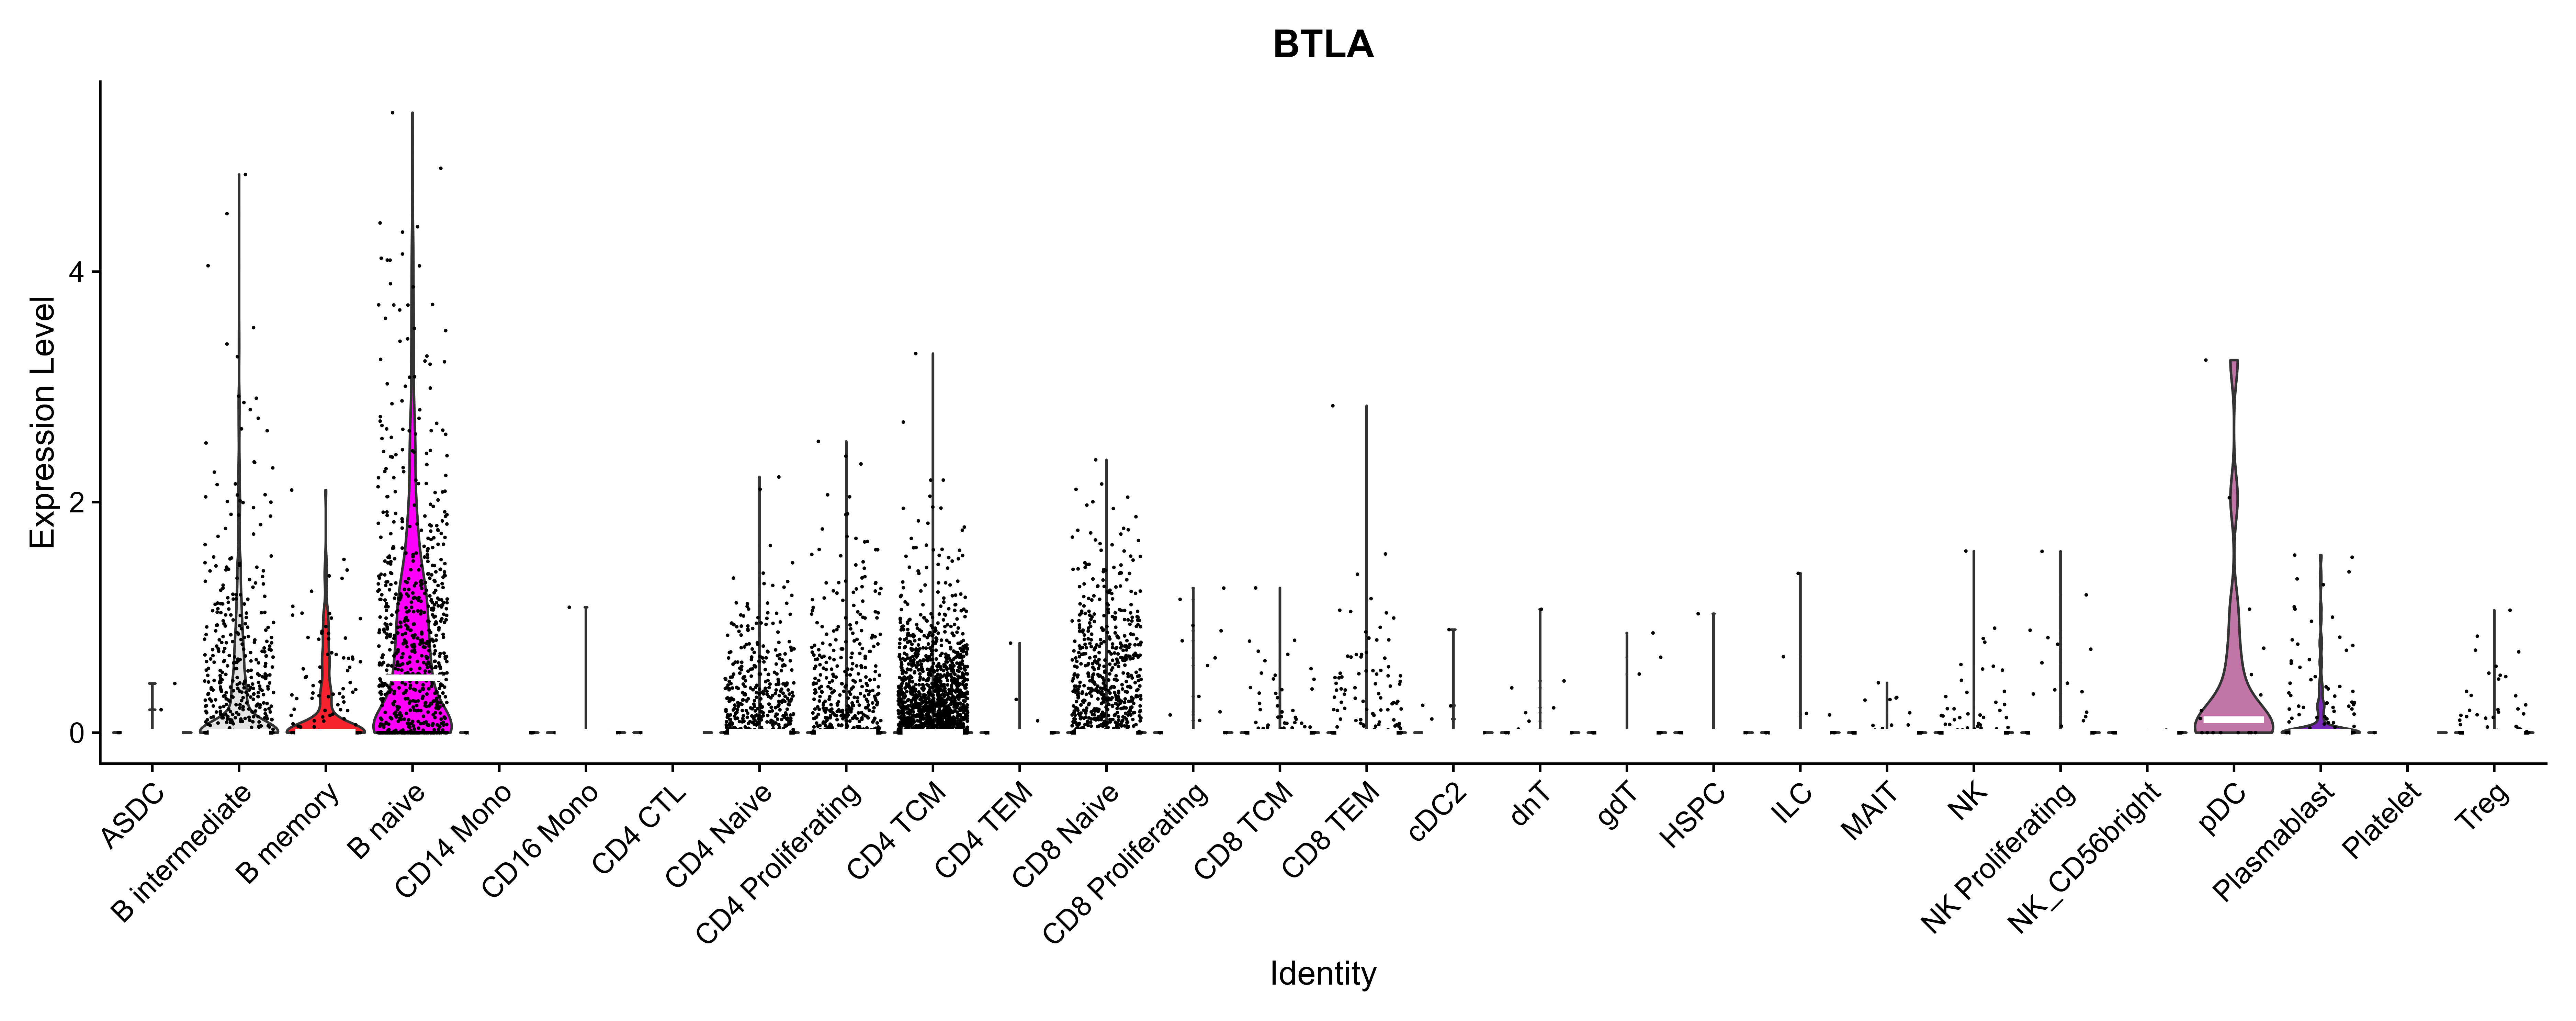 BTLA
Expression Level
4
2
0
ASDC
B intermediate
B memory
B naive
CD14 Mono
CD16 Mono
CD4 CTL
CD4 Naive
CD4 Proliferating
CD4 TCM
CD4 TEM
CD8 Naive
CD8 Proliferating
CD8 TCM
CD8 TEM
cDC2
dnT
gdT
HSPC
ILC
MAIT
NK
NK Proliferating
NK_CD56bright
pDC
Plasmablast
Platelet
Treg
Identity